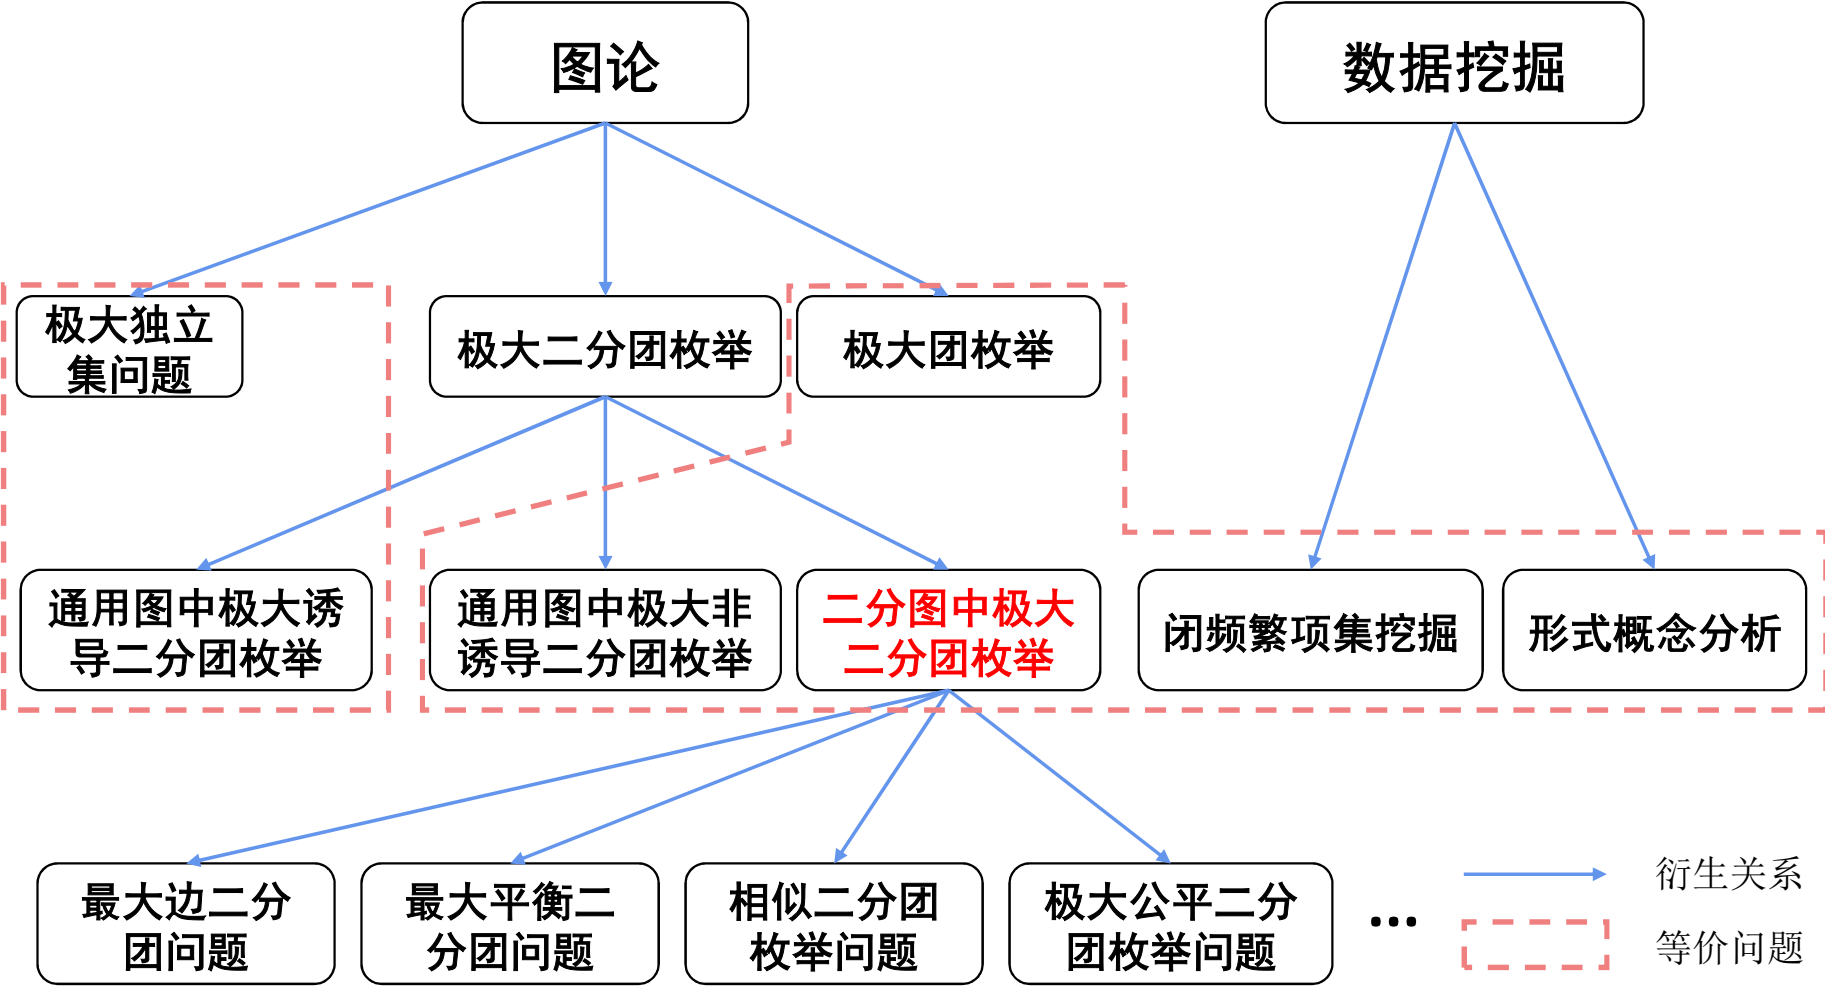 图论
数据挖掘
极大独立
集问题
极大二分团枚举
极大团枚举
通用图中极大诱
导二分团枚举
通用图中极大非
诱导二分团枚举
二分图中极大
二分团枚举
闭频繁项集挖掘
形式概念分析
最大边二分
团问题
最大平衡二
分团问题
相似二分团
枚举问题
极大公平二分
团枚举问题
…
衍生关系
等价问题